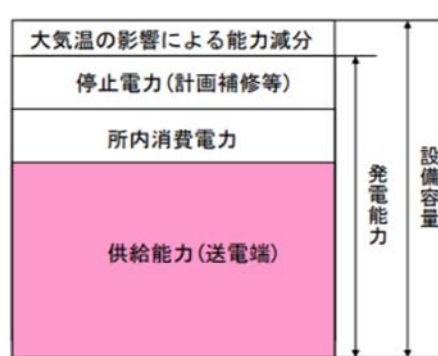 大気温の影響による能力減分
停止電力(計画補修等)
所内消費電力
供給能力(送電端)
発電能力
設備容量